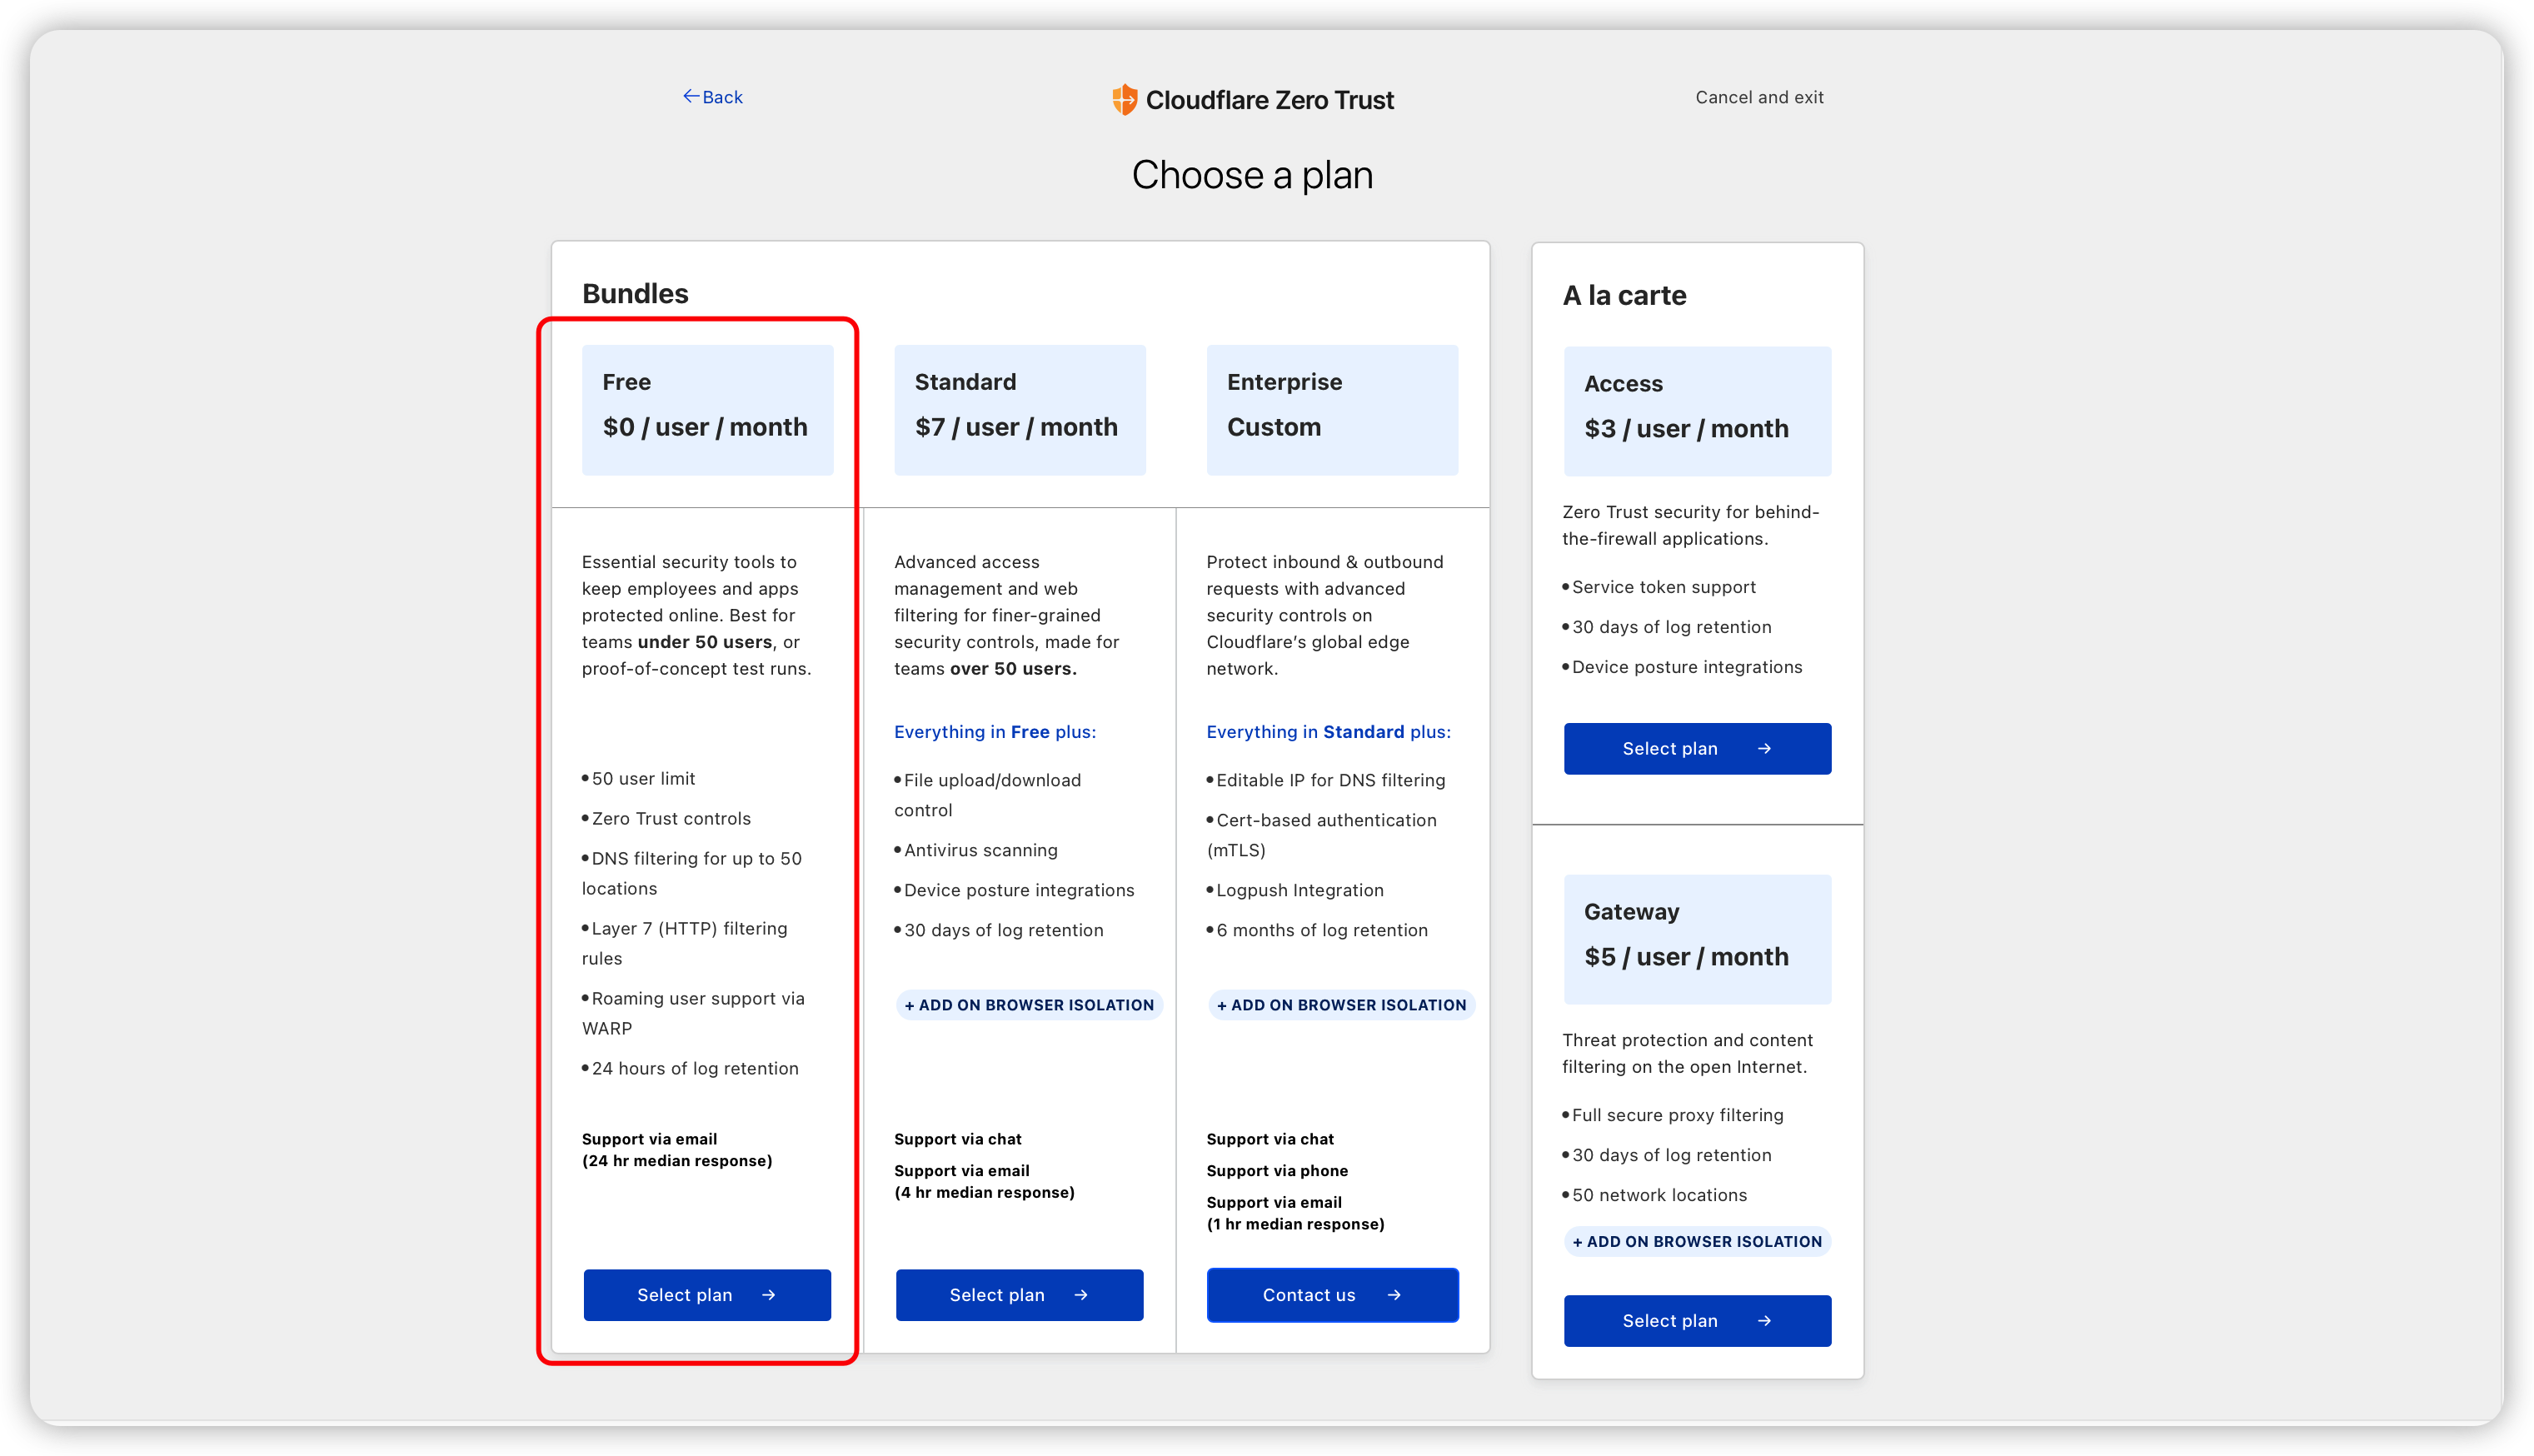 Back
Cloudflare Zero Trust
Cancel and exit
Choose a plan
Bundles
Free
$0 / user / month
Essential security tools to
keep employees and apps
protected online. Best for
teams under 50 users, or
proof-of-concept test runs.
•50 user limit
•Zero Trust controls
•DNS filtering for up to 50
locations
•Layer 7 (HTTP) filtering
rules
•Roaming user support via
WARP
•24 hours of log retention
Support via email
(24 hr median response)
Select plan →
Standard
$7 / user / month
Advanced access
management and web
filtering for finer-grained
security controls, made for
teams over 50 users.
Everything in Free plus:
•File upload/download
control
•Antivirus scanning
•Device posture integrations
•30 days of log retention
+ ADD ON BROWSER ISOLATION
Support via chat
Support via email
(4 hr median response)
Select plan →
Enterprise
Custom
Protect inbound & outbound
requests with advanced
security controls on
Cloudflare’s global edge
network.
Everything in Standard plus:
•Editable IP for DNS filtering
•Cert-based authentication
(mTLS)
•Logpush Integration
•6 months of log retention
+ ADD ON BROWSER ISOLATION
Support via chat
Support via phone
Support via email
(1 hr median response)
Contact us →
A la carte
Access
$3 / user / month
Zero Trust security for behind-
the-firewall applications.
•Service token support
•30 days of log retention
•Device posture integrations
Select plan →
Gateway
$5 / user / month
Threat protection and content
filtering on the open Internet.
•Full secure proxy filtering
•30 days of log retention
•50 network locations
+ ADD ON BROWSER ISOLATION
Select plan →